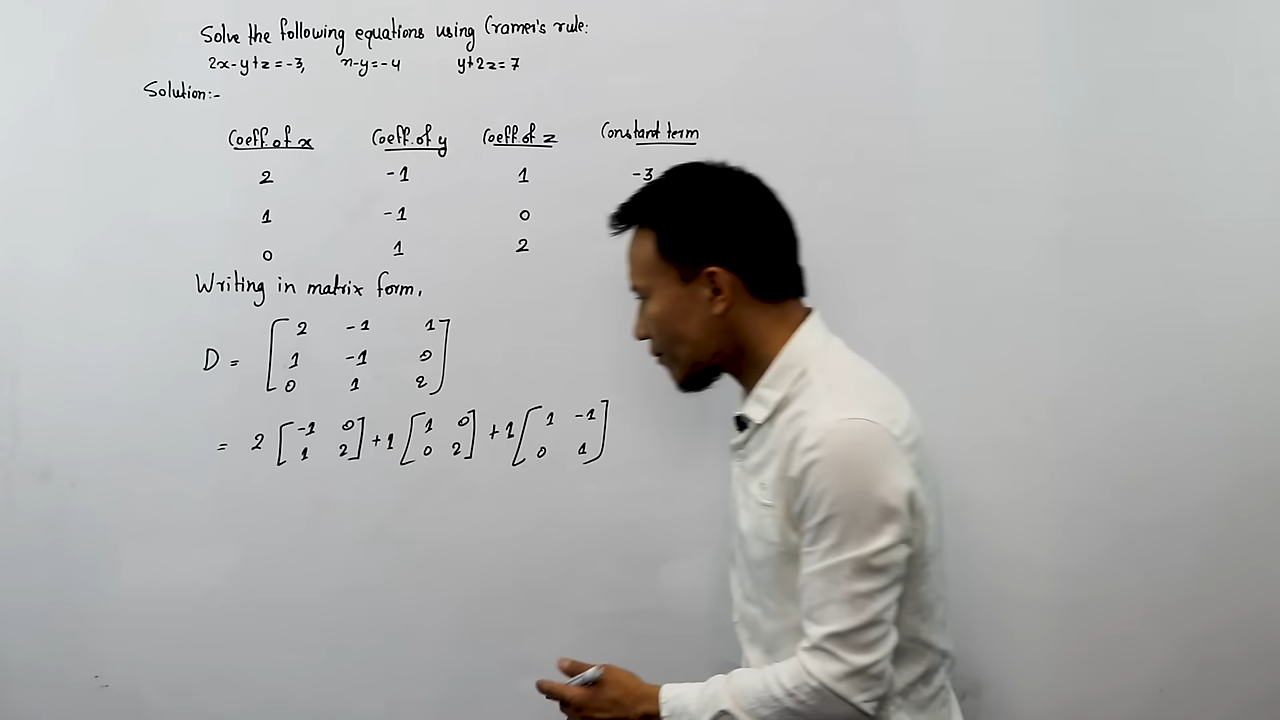 Solve the following equations using Cramer's rule:
2x-y+z=-3, x-y=-4 y+2z=7
Solution:-
Coeff.of x Coeff.of y Coeff.of z Constant term
2 -1 1 -3
1 -1 0
0 1 2
Writing in matrix form,
D = [ 2 -1 1
1 -1 0
0 1 2 ]
= 2 [ -1 0 ] +1 [ 1 0 ] +1 [ 1 -1 ]
1 2 0 2 0 1